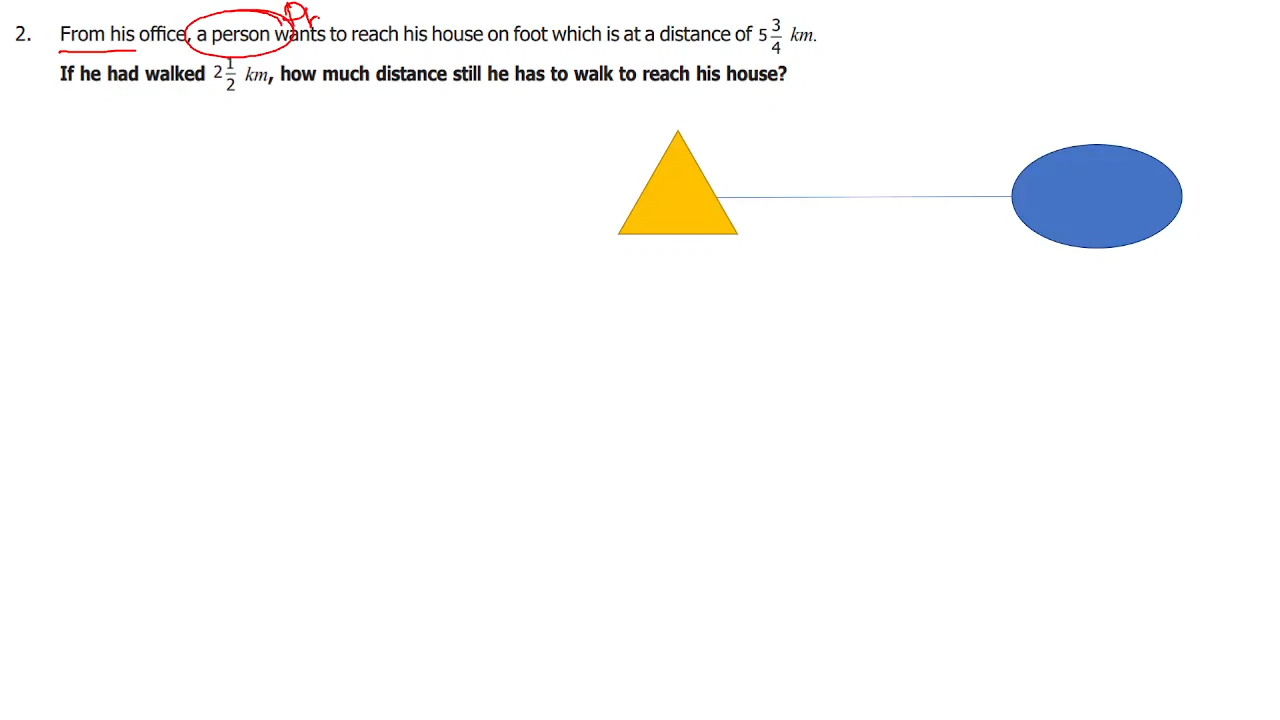 2. From his office, a person wants to reach his house on foot which is at a distance of 5 3/4 km.
If he had walked 2 1/2 km, how much distance still he has to walk to reach his house?